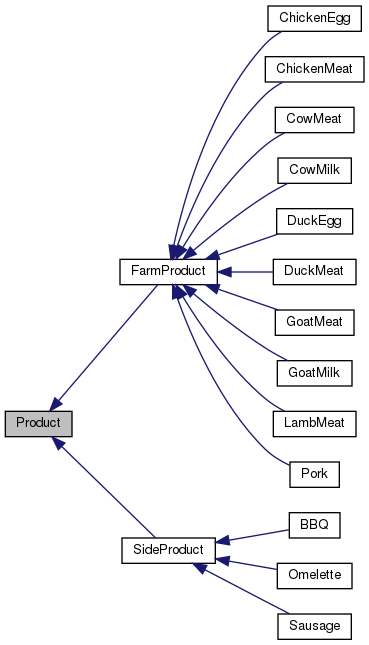 ChickenEgg
ChickenMeat
CowMeat
CowMilk
DuckEgg
FarmProduct
DuckMeat
GoatMeat
GoatMilk
Product
LambMeat
Pork
BBQ
SideProduct
Omelette
Sausage